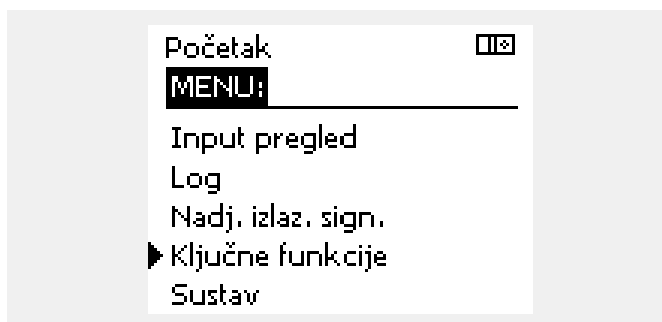 Početak
MENU:
Input pregled
Log
Nadj. izlaz. sign.
Ključne funkcije
Sustav